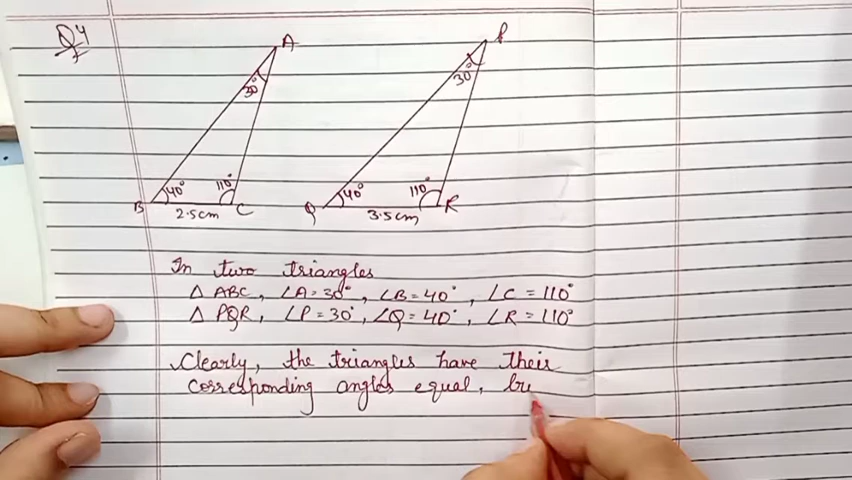 Q4
A
P
30°
30°
40°
110°
40°
110°
B
2.5cm
C
Q
3.5cm
R
In two triangles
△ ABC, ∠A = 30°, ∠B = 40°, ∠C = 110°
△ PQR, ∠P = 30°, ∠Q = 40°, ∠R = 110°
Clearly, the triangles have their
corresponding angles equal, bu